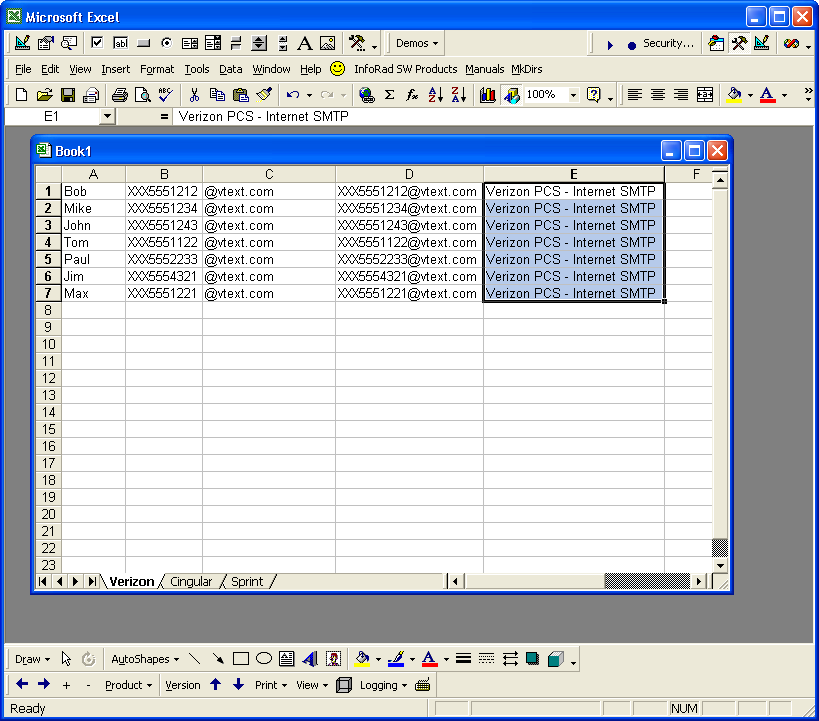 Microsoft Excel
Demos Security...
File Edit View Insert Format Tools Data Window Help InfoRad SW Products Manuals MkDirs
100%
E1 = Verizon PCS - Internet SMTP
Book1
A B C D E F
1 Bob XXX5551212 @vtext.com XXX5551212@vtext.com Verizon PCS - Internet SMTP
2 Mike XXX5551234 @vtext.com XXX5551234@vtext.com Verizon PCS - Internet SMTP
3 John XXX5551243 @vtext.com XXX5551243@vtext.com Verizon PCS - Internet SMTP
4 Tom XXX5551122 @vtext.com XXX5551122@vtext.com Verizon PCS - Internet SMTP
5 Paul XXX5552233 @vtext.com XXX5552233@vtext.com Verizon PCS - Internet SMTP
6 Jim XXX5554321 @vtext.com XXX5554321@vtext.com Verizon PCS - Internet SMTP
7 Max XXX5551221 @vtext.com XXX5551221@vtext.com Verizon PCS - Internet SMTP
8
9
10
11
12
13
14
15
16
17
18
19
20
21
22
23
Verizon Cingular Sprint
Draw AutoShapes
+ - Product Version Print View Logging
Ready NUM